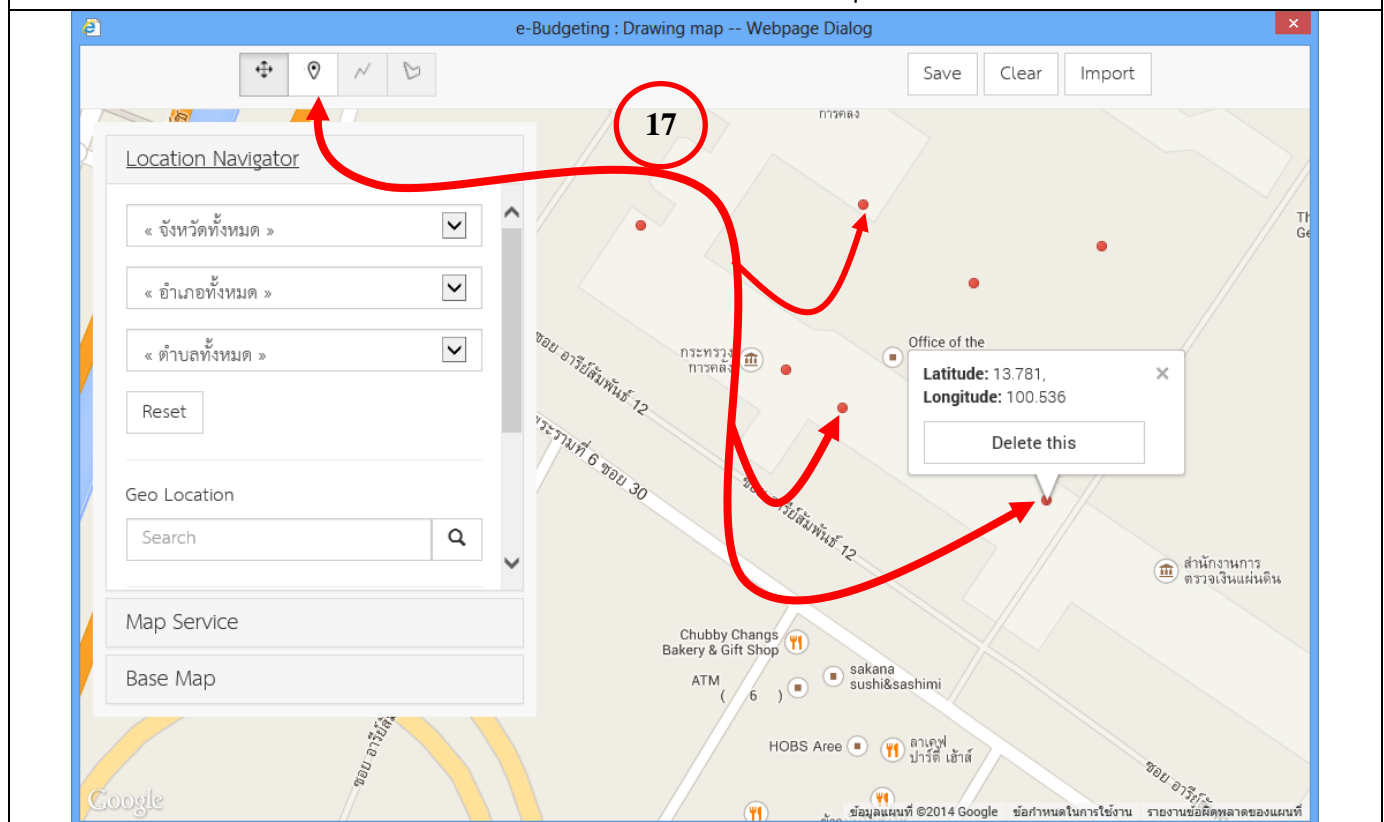 e-Budgeting : Drawing map -- Webpage Dialog
Save Clear Import
17
Location Navigator
« จังหวัดทั้งหมด »
« อำเภอทั้งหมด »
« ตำบลทั้งหมด »
Reset
Geo Location
Search
Map Service
Base Map
การคลัง
Th
Ge
ซอย อารีย์สัมพันธ์ 12
กระทรวง
การคลัง
Office of the
Latitude: 13.781,
Longitude: 100.536
Delete this
พระรามที่ 6 ซอย 30
ซอย อารีย์สัมพันธ์ 12
สำนักงานการ
ตรวจเงินแผ่นดิน
Chubby Changs
Bakery & Gift Shop
ATM
( 6 )
sakana
sushi&sashimi
HOBS Aree
ลาเคฟ
ปาร์ตี้ เฮ้าส์
ซอย อารีย์
Google
ข้อมูลแผนที่ ©2014 Google ข้อกำหนดในการใช้งาน รายงานข้อผิดพลาดของแผนที่